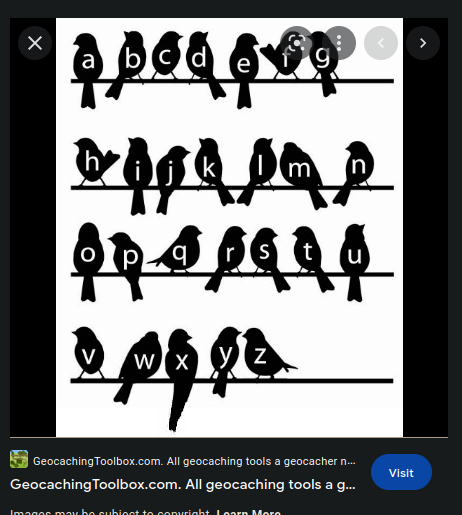 a b c d e f g
h i j k l m n
o p q r s t u
v w x y z
GeocachingToolbox.com. All geocaching tools a geocacher n...
Visit
GeocachingToolbox.com. All geocaching tools a g...
Images may be subject to copyright. Learn More